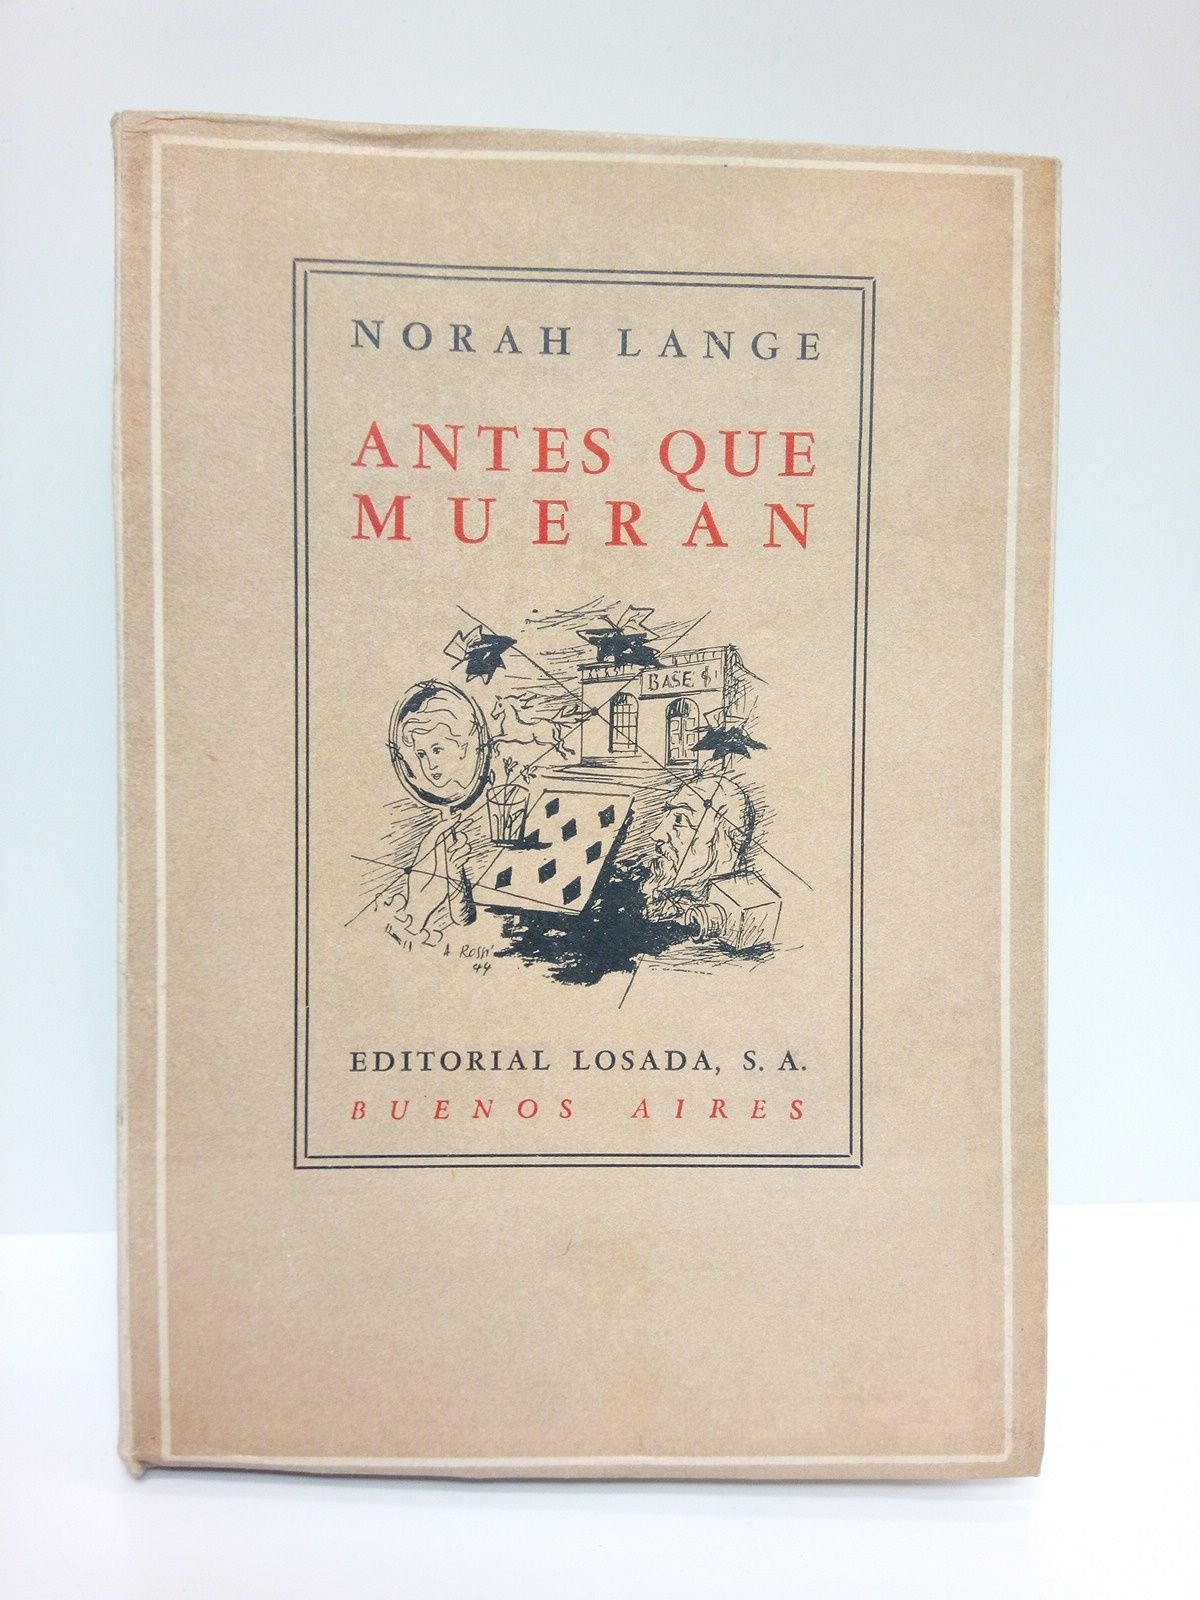 NORAH LANGE
ANTES QUE
MUERAN
BASE $
A ROSSI
44
EDITORIAL LOSADA, S. A.
BUENOS AIRES